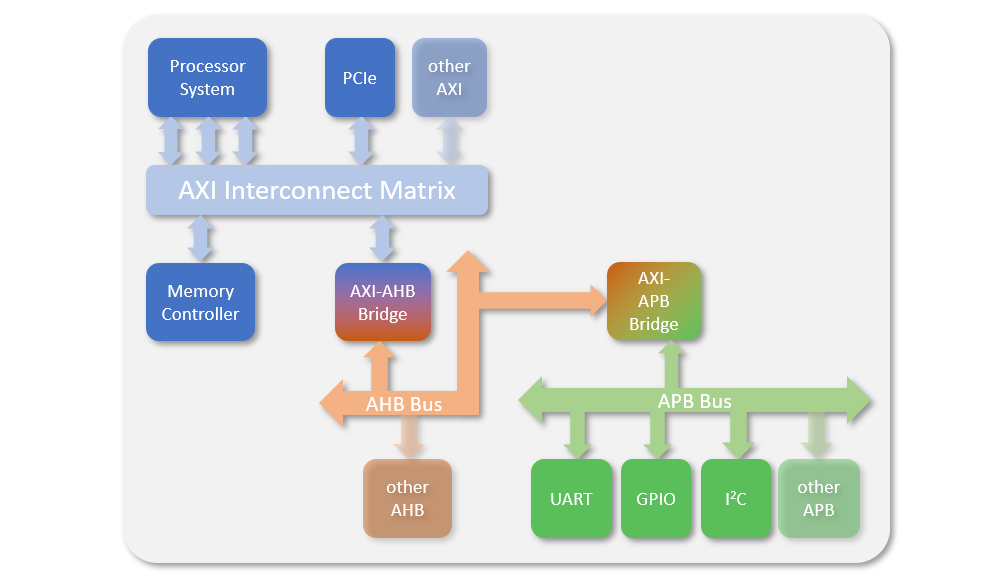 Processor
System
PCIe
other
AXI
AXI Interconnect Matrix
Memory
Controller
AXI-AHB
Bridge
AXI-
APB
Bridge
AHB Bus
APB Bus
other
AHB
UART
GPIO
I²C
other
APB